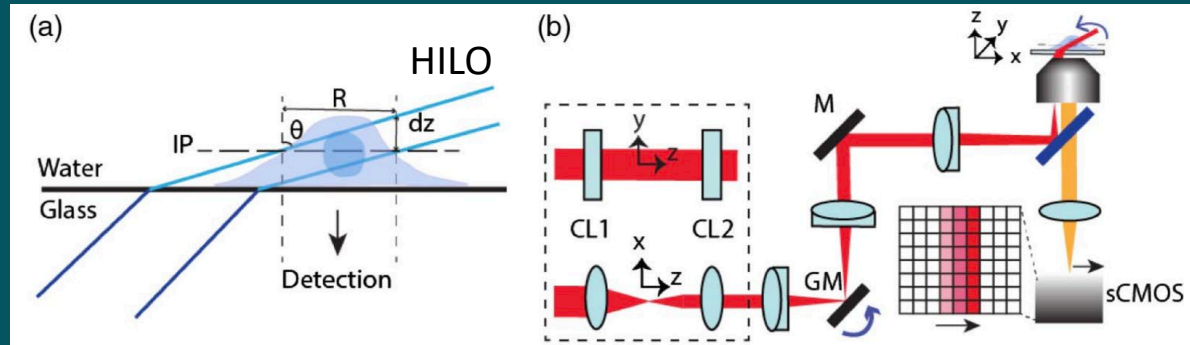 (a)
HILO
R
θ
dz
IP
Water
Glass
Detection
(b)
z
y
x
M
y
z
CL1
CL2
x
z
GM
sCMOS